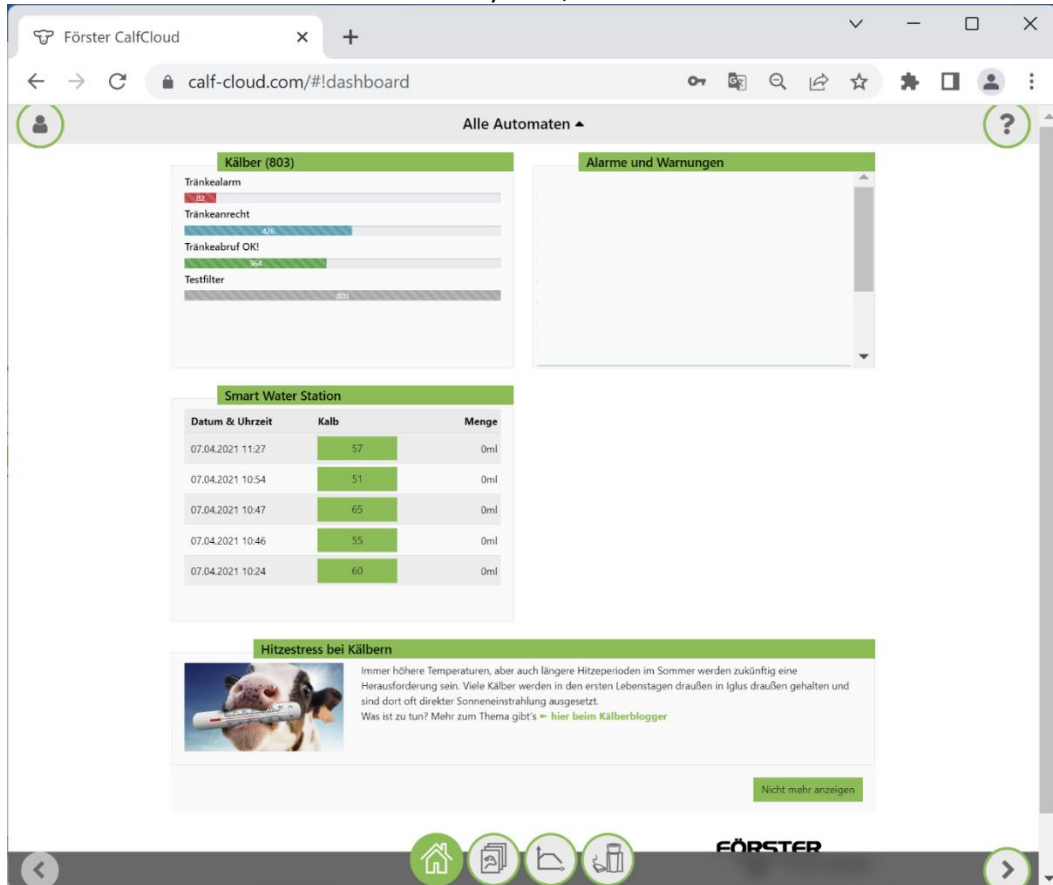 Förster CalfCloud
calf-cloud.com/#!dashboard
Alle Automaten
?
Kälber (803)
Tränkealarm
82
Tränkeanrecht
426
Tränkeabruf OK!
364
Testfilter
803
Alarme und Warnungen
Smart Water Station
Datum & Uhrzeit Kalb Menge
07.04.2021 11:27 57 0ml
07.04.2021 10:54 51 0ml
07.04.2021 10:47 65 0ml
07.04.2021 10:46 55 0ml
07.04.2021 10:24 60 0ml
Hitzestress bei Kälbern
Immer höhere Temperaturen, aber auch längere Hitzeperioden im Sommer werden zukünftig eine
Herausforderung sein. Viele Kälber werden in den ersten Lebenstagen draußen in Iglus draußen gehalten und
sind dort oft direkter Sonneneinstrahlung ausgesetzt.
Was ist zu tun? Mehr zum Thema gibt's ► hier beim Kälberblogger
Nicht mehr anzeigen
FÖRSTER